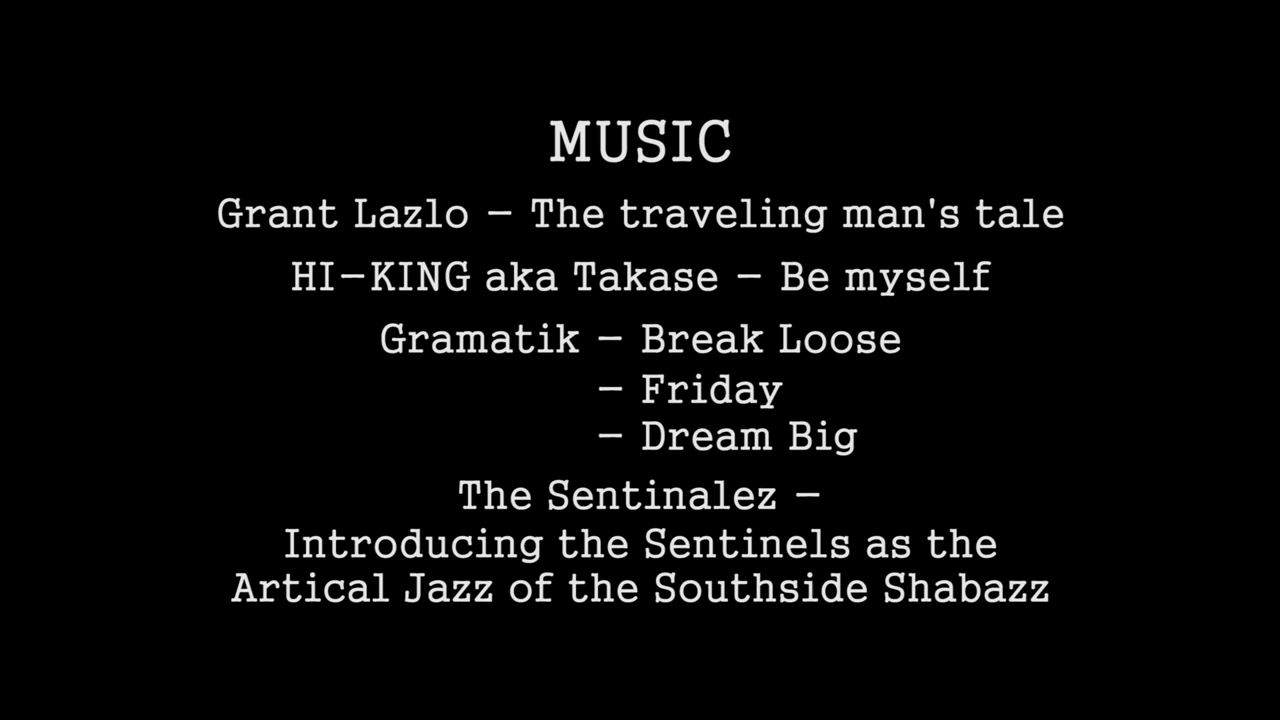 MUSIC
Grant Lazlo – The traveling man's tale
HI–KING aka Takase – Be myself
Gramatik – Break Loose
– Friday
– Dream Big
The Sentinalez –
Introducing the Sentinels as the
Artical Jazz of the Southside Shabazz